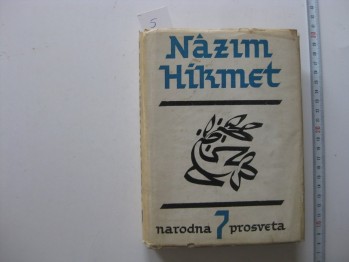 5
Nâzım
Hikmet
narodna 7 prosveta